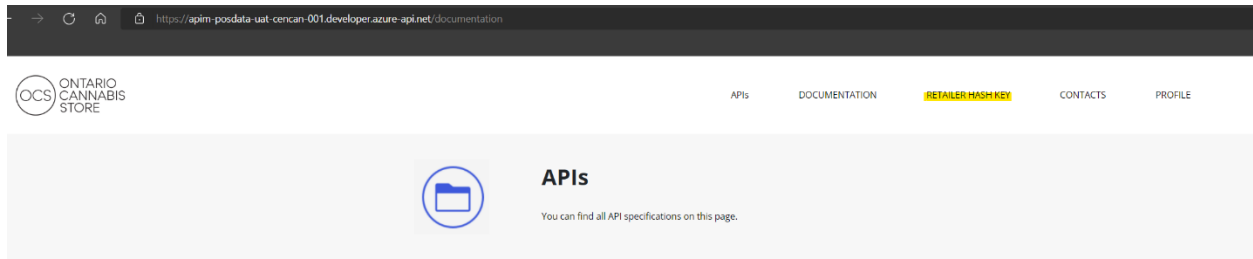 https://apim-posdata-uat-cencan-001.developer.azure-api.net/documentation
OCS
ONTARIO
CANNABIS
STORE
APIs DOCUMENTATION RETAILER HASH KEY CONTACTS PROFILE
APIs
You can find all API specifications on this page.